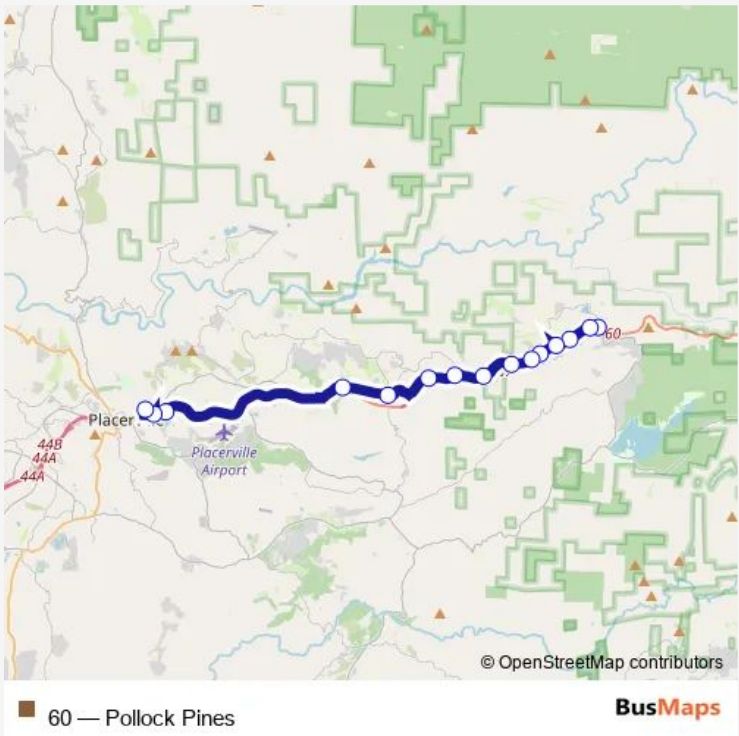 60
Placer
44B
44A
44A
Placerville
Airport
© OpenStreetMap contributors
60 — Pollock Pines
BusMaps